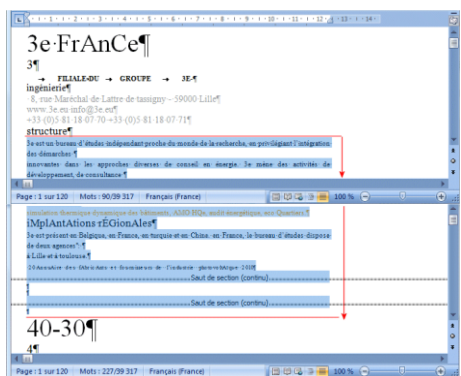 3e·FrAnCe¶
3¶
→ FILIALE·DU → GROUPE → 3E·¶
ingénierie¶
8, rue Maréchal de Lattre de tassigny - 59000 Lille¶
www.3e.eu info@3e.eu¶
+33 (0)5 81 18 07 70 +33 (0)5 81 18·07·71¶
structure¶
3e est un bureau d'études indépendant proche du monde de la recherche, en privilégiant l'intégration
des démarches ¶
innovantes dans les approches diverses de conseil en énergie. 3e mène des activités de
développement, de consultance ¶
Page : 1 sur 120 Mots : 90/39 317 Français (France) 100 %
simulation thermique dynamique des bâtiments, AMO HQe, audit énergétique, eco Quartiers ¶
iMplAntAtions rÉGionAles¶
3e est présent en Belgique, en France, en turquie et en Chine. en France, le bureau d'études dispose
de deux agences": ¶
à Lille et à toulouse.¶
Saut de section (continu)
¶
¶
Saut de section (continu)
¶
40-30¶
4¶
Page : 1 sur 120 Mots : 227/39 317 Français (France) 100 %